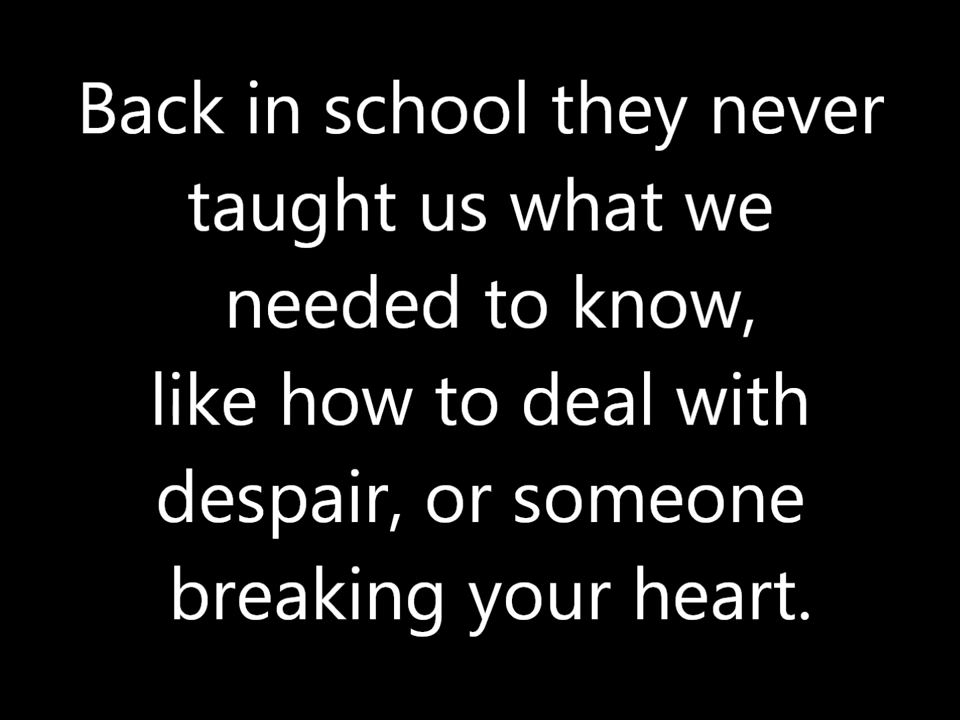 Back in school they never
taught us what we
needed to know,
like how to deal with
despair, or someone
breaking your heart.